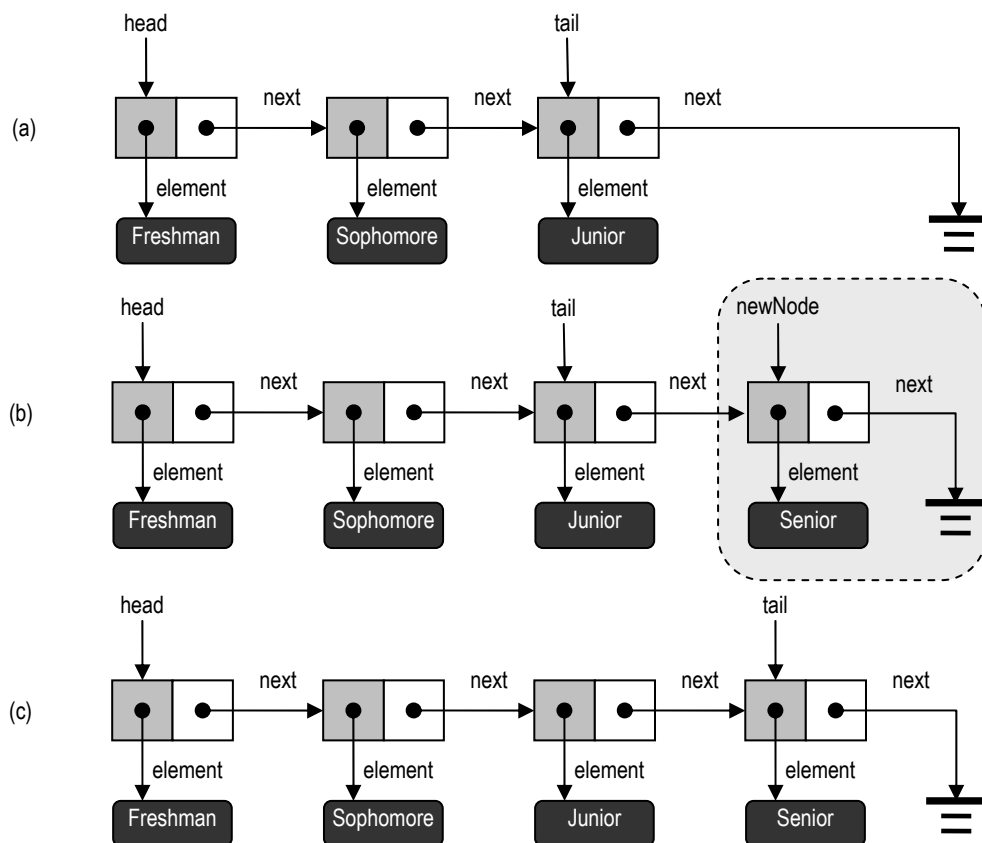 head tail
next next next
(a)
element element element
Freshman Sophomore Junior
head tail newNode
next next next next
(b)
element element element element
Freshman Sophomore Junior Senior
head tail
next next next next
(c)
element element element element
Freshman Sophomore Junior Senior